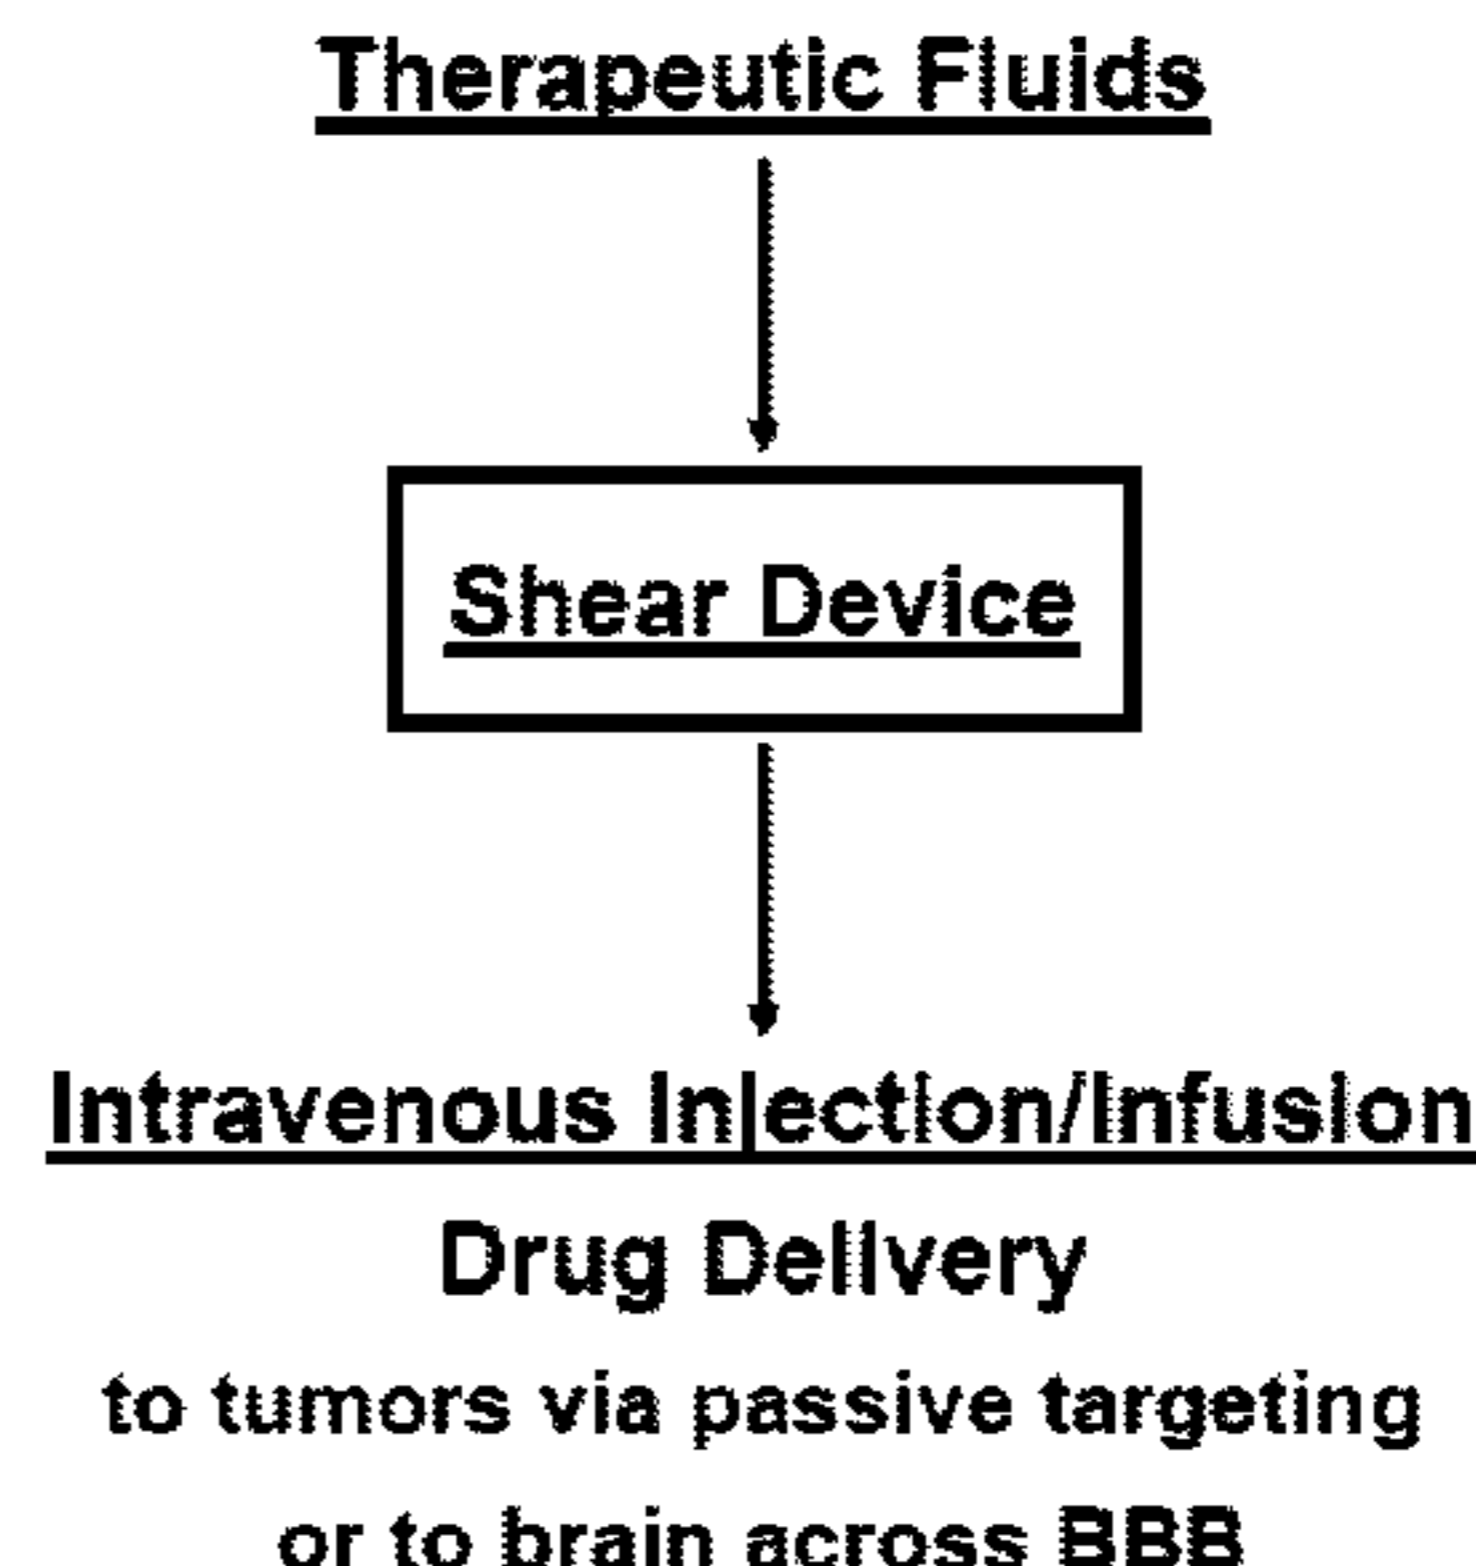 Therapeutic Fluids
Shear Device
Intravenous Injection/Infusion
Drug Delivery
to tumors via passive targeting
or to brain across BBB